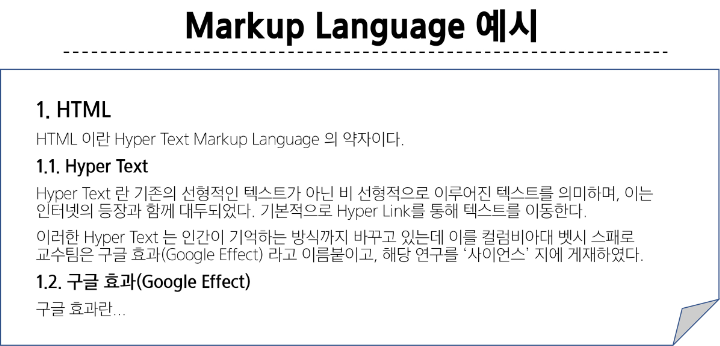 Markup Language 예시
1. HTML
HTML 이란 Hyper Text Markup Language 의 약자이다.
1.1. Hyper Text
Hyper Text 란 기존의 선형적인 텍스트가 아닌 비 선형적으로 이루어진 텍스트를 의미하며, 이는
인터넷의 등장과 함께 대두되었다. 기본적으로 Hyper Link를 통해 텍스트를 이동한다.
이러한 Hyper Text 는 인간이 기억하는 방식까지 바꾸고 있는데 이를 컬럼비아대 벳시 스패로
교수팀은 구글 효과(Google Effect) 라고 이름붙이고, 해당 연구를 ‘사이언스’ 지에 게재하였다.
1.2. 구글 효과(Google Effect)
구글 효과란...